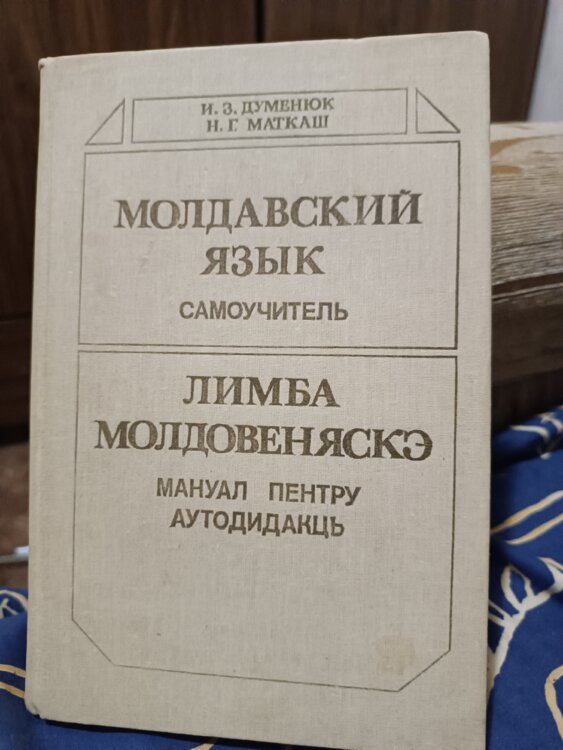 И. З. ДУМЕНЮК
Н. Г. МАТКАШ
МОЛДАВСКИЙ
ЯЗЫК
САМОУЧИТЕЛЬ
ЛИМБА
МОЛДОВЕНЯСКЭ
МАНУАЛ ПЕНТРУ
АУТОДИДАКЦЬ